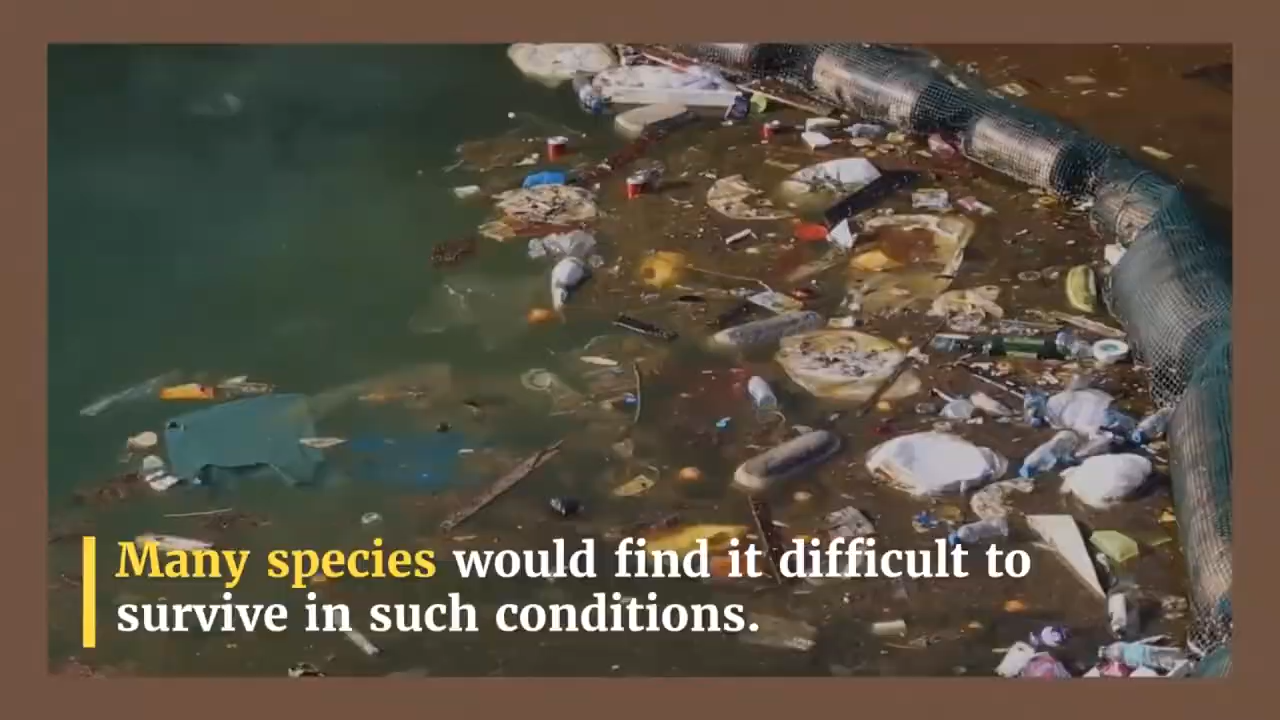 Many species would find it difficult to
survive in such conditions.